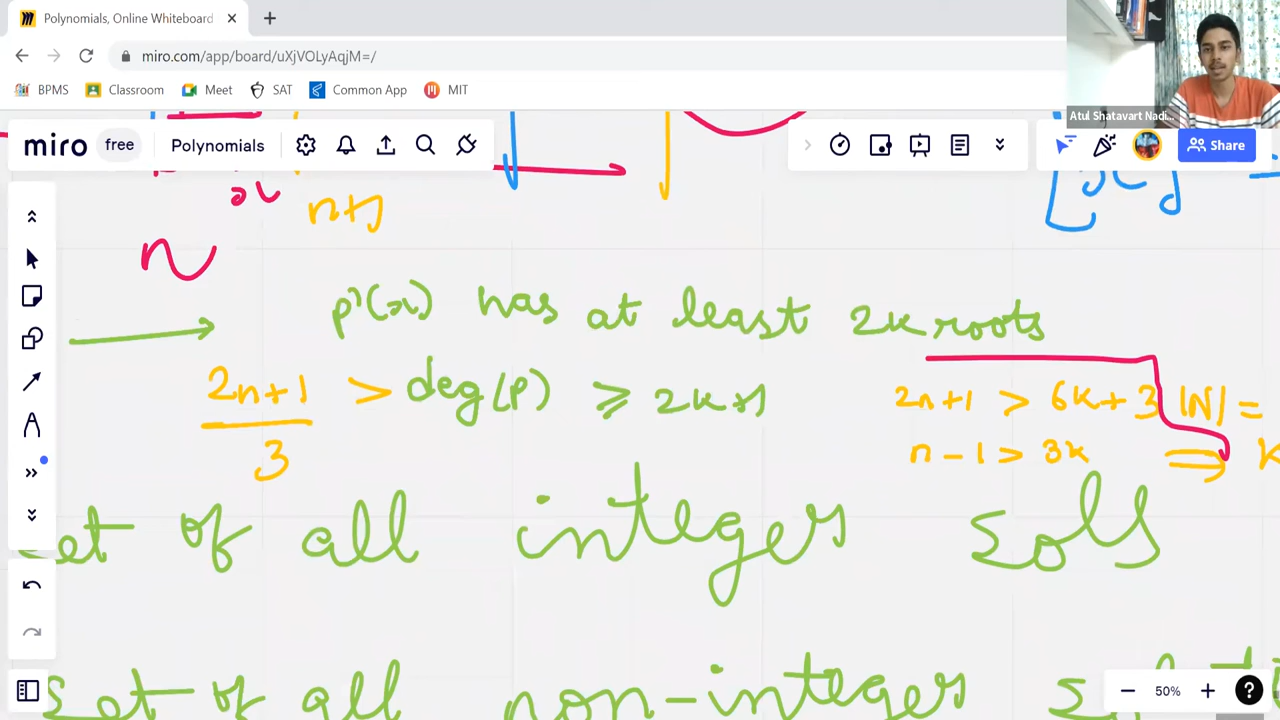 Polynomials, Online Whiteboard
miro.com/app/board/uXjVOLyAqjM=/
BPMS Classroom Meet SAT Common App MIT
Atul Shatavart Nadi...
miro free Polynomials Share
n+1
n
p'(x) has at least 2k roots
2n+1 / 3 > deg(P) ⩾ 2k+1
2n+1 > 6k+3 |N| =
n-1 > 3k ⇒ k
set of all integer sols
set of all non-integer
50%